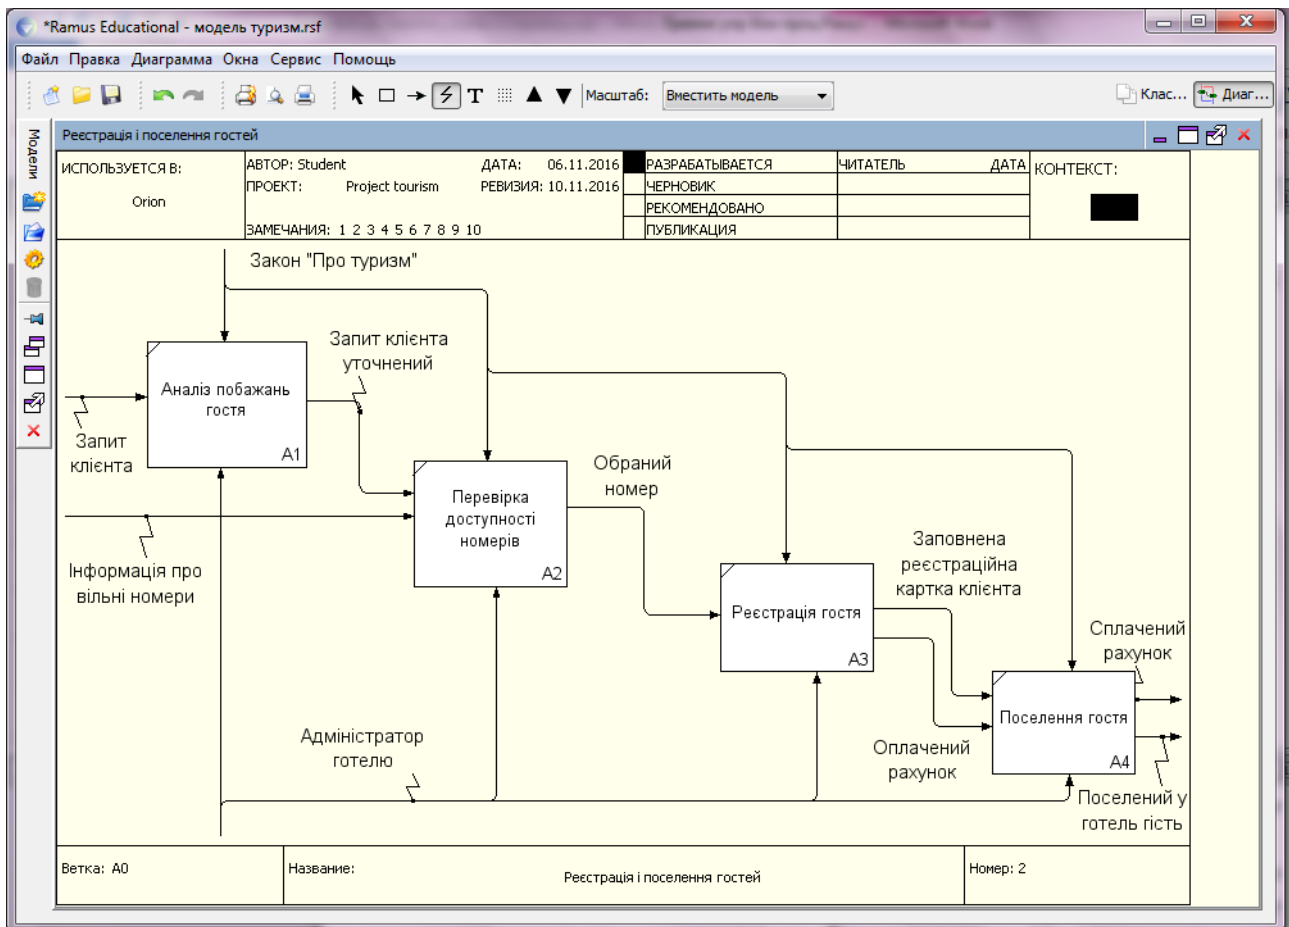 *Ramus Educational - модель туризм.rsf
Файл Правка Диаграмма Окна Сервис Помощь
T Масштаб: Вместить модель Клас... Диаг...
Модели
Реєстрація і поселення гостей
ИСПОЛЬЗУЕТСЯ В:
Orion
АВТОР: Student ДАТА: 06.11.2016
ПРОЕКТ: Project tourism РЕВИЗИЯ: 10.11.2016
ЗАМЕЧАНИЯ: 1 2 3 4 5 6 7 8 9 10
РАЗРАБАТЫВАЕТСЯ
ЧЕРНОВИК
РЕКОМЕНДОВАНО
ПУБЛИКАЦИЯ
ЧИТАТЕЛЬ ДАТА
КОНТЕКСТ:
Закон "Про туризм"
Запит клієнта
уточнений
Аналіз побажань
гостя
A1
Запит
клієнта
Обраний
номер
Перевірка
доступності
номерів
A2
Інформація про
вільні номери
Заповнена
реєстраційна
картка клієнта
Реєстрація гостя
A3
Сплачений
рахунок
Поселення гостя
A4
Адміністратор
готелю
Оплачений
рахунок
Поселений у
готель гість
Ветка: A0
Название:
Реєстрація і поселення гостей
Номер: 2